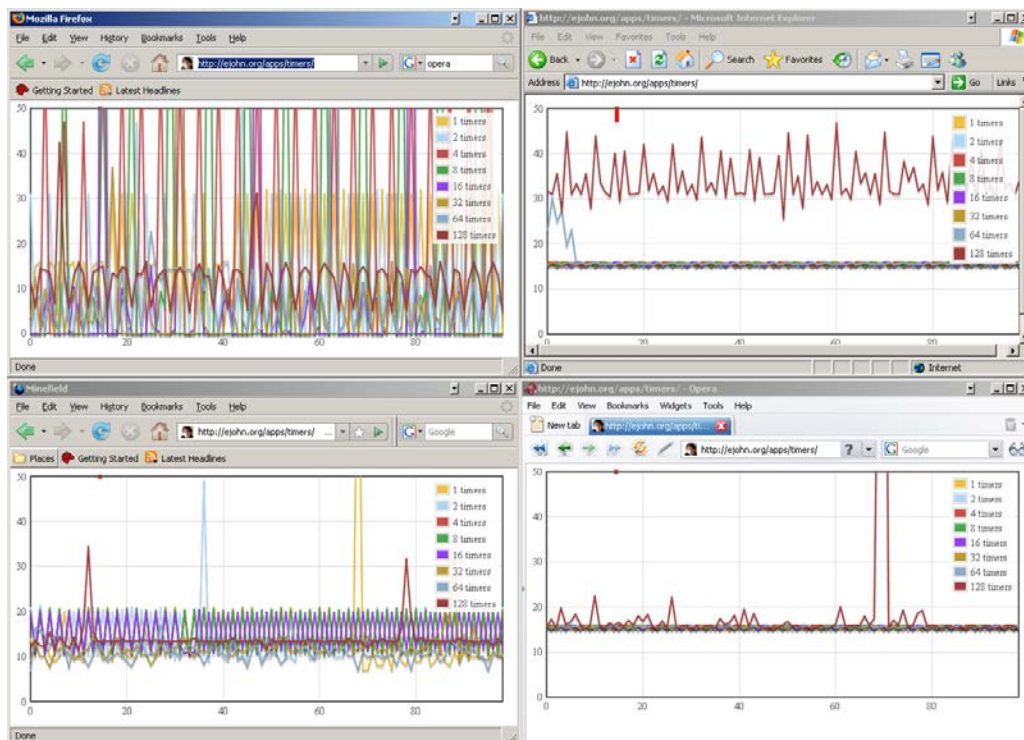 Mozilla Firefox
File Edit View History Bookmarks Tools Help
http://ejohn.org/apps/timers/
G opera
Getting Started Latest Headlines
50
40
30
20
10
0
0 20 40 60 80
1 timers
2 timers
4 timers
8 timers
16 timers
32 timers
64 timers
128 timers
Done
http://ejohn.org/apps/timers/ - Microsoft Internet Explorer
File Edit View Favorites Tools Help
Back Search Favorites
Address http://ejohn.org/apps/timers/ Go Links
50
40
30
20
10
0
0 20 40 60 80
1 timers
2 timers
4 timers
8 timers
16 timers
32 timers
64 timers
128 timers
Done Internet
Minefield
File Edit View History Bookmarks Tools Help
http://ejohn.org/apps/timers/ ...
G Google
Places Getting Started Latest Headlines
50
40
30
20
10
0
0 20 40 60 80
1 timers
2 timers
4 timers
8 timers
16 timers
32 timers
64 timers
128 timers
Done
http://ejohn.org/apps/timers/ - Opera
File Edit View Bookmarks Widgets Tools Help
New tab http://ejohn.org/apps/ti...
http://ejohn.org/apps/timers/ ? G Google
50
40
30
20
10
0
0 20 40 60 80
1 timers
2 timers
4 timers
8 timers
16 timers
32 timers
64 timers
128 timers